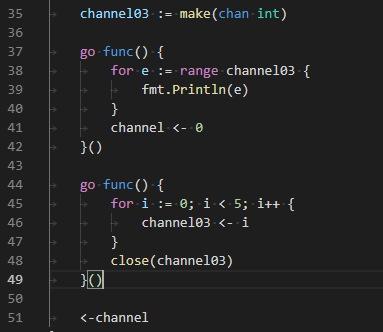 35 channel03 := make(chan int)
36
37 go func() {
38 for e := range channel03 {
39 fmt.Println(e)
40 }
41 channel <- 0
42 }()
43
44 go func() {
45 for i := 0; i < 5; i++ {
46 channel03 <- i
47 }
48 close(channel03)
49 }()
50
51 <-channel